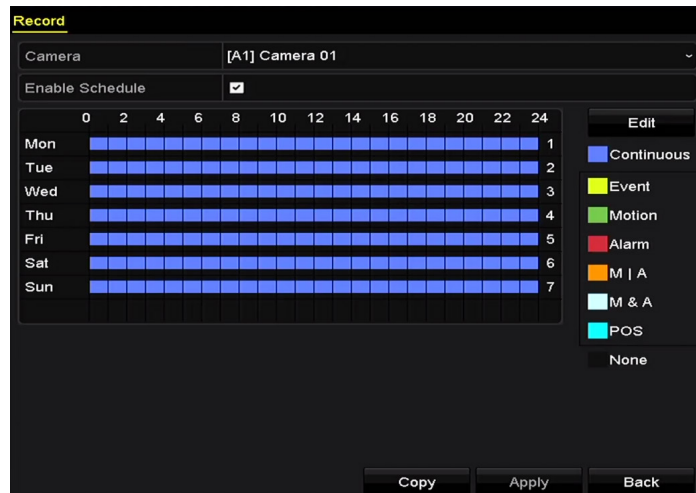 Record
Camera [A1] Camera 01
Enable Schedule
0 2 4 6 8 10 12 14 16 18 20 22 24
Edit
Mon 1
Continuous
Tue 2
Event
Wed 3
Motion
Thu 4
Alarm
Fri 5
M | A
Sat 6
M & A
Sun 7
POS
None
Copy Apply Back